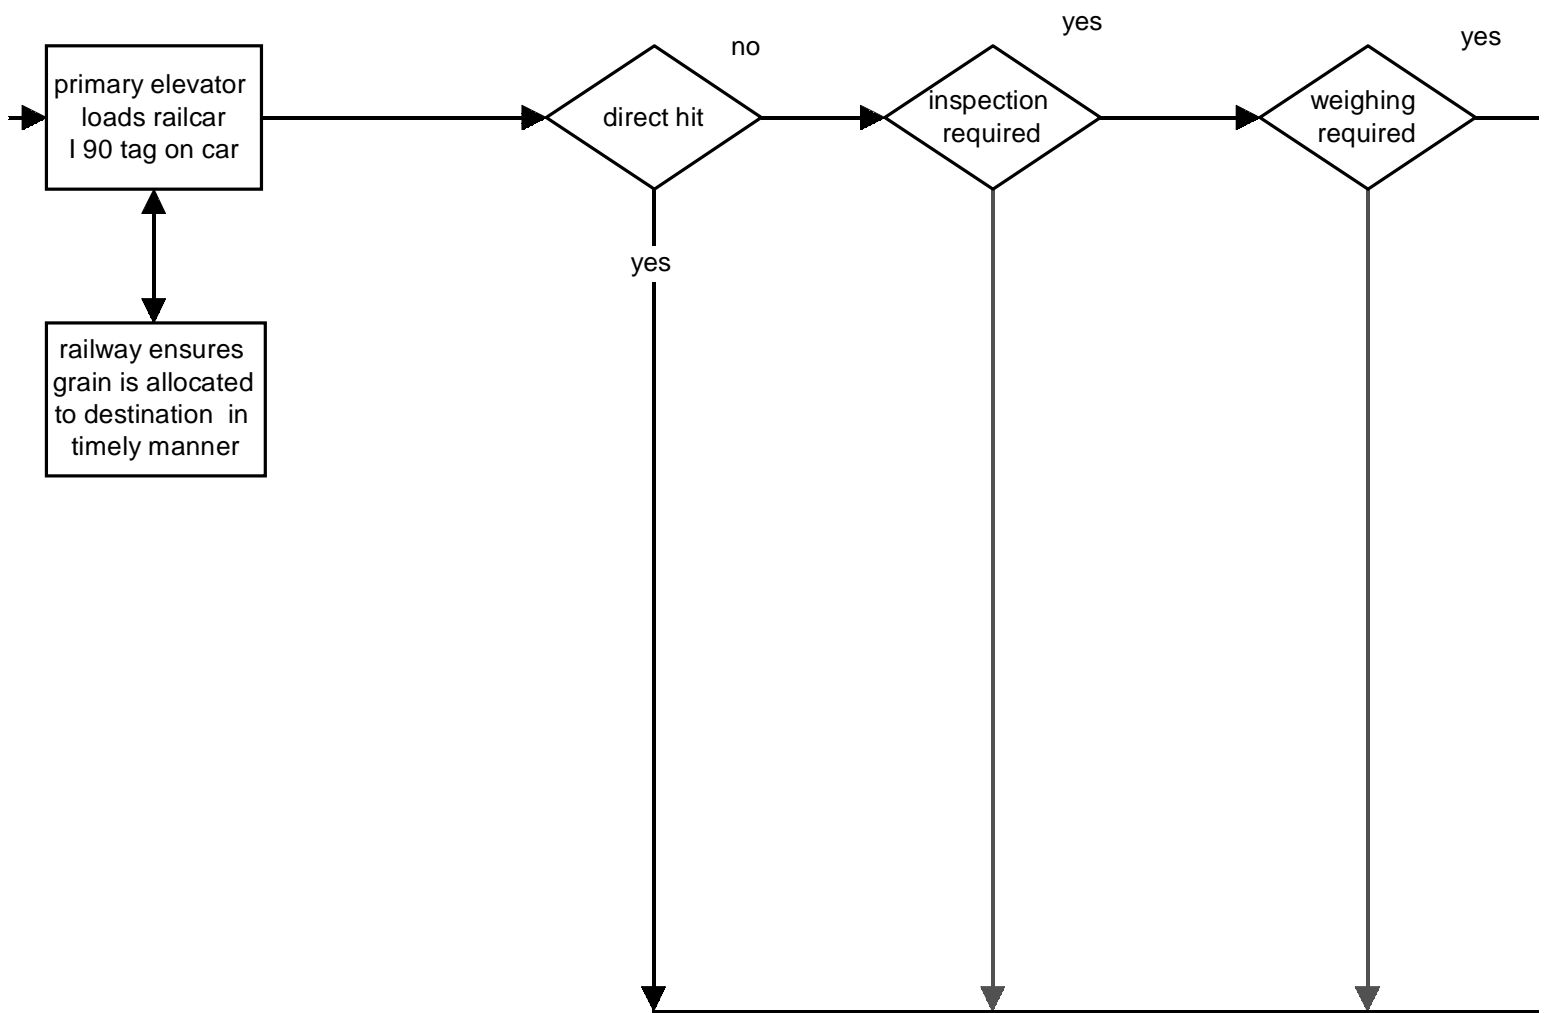 primary elevator
loads railcar
I 90 tag on car
direct hit
no
inspection
required
yes
weighing
required
yes
yes
railway ensures
grain is allocated
to destination  in
timely manner